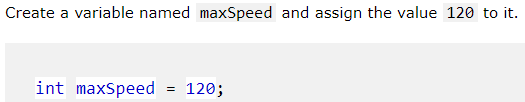 Create a variable named maxSpeed and assign the value 120 to it.
int maxSpeed = 120;